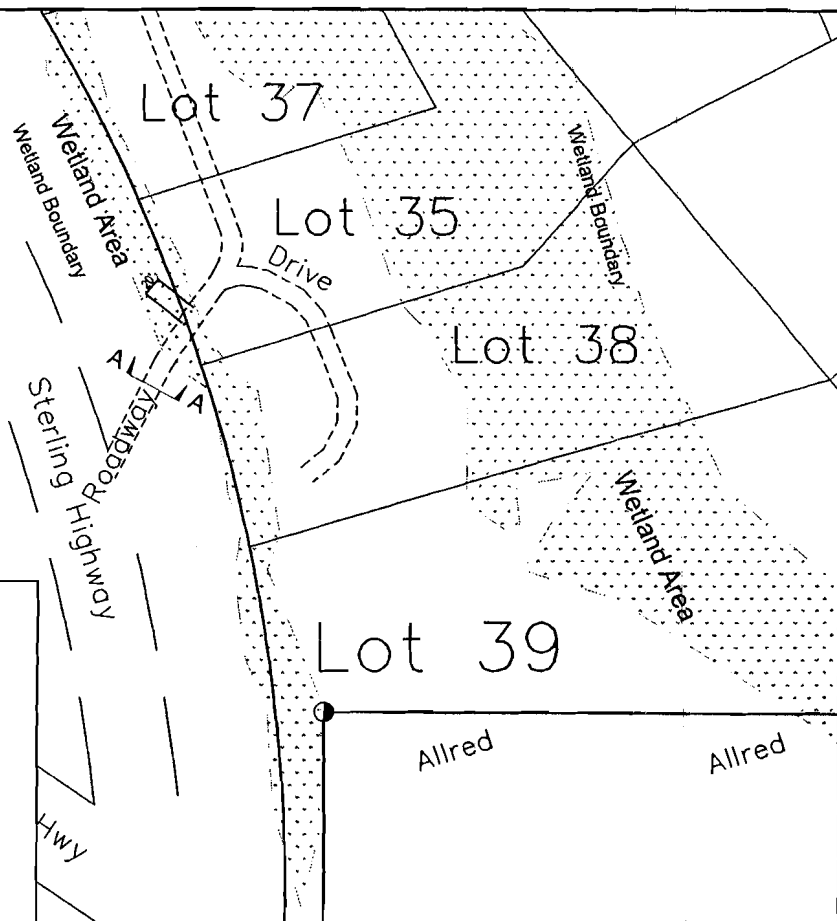 Lot 37
Wetland Area
Wetland Boundary
Wetland Boundary
Lot 35
Drive
a
Lot 38
A
A
Roadway
Sterling Highway
Wetland Area
Lot 39
Allred
Allred
Hwy